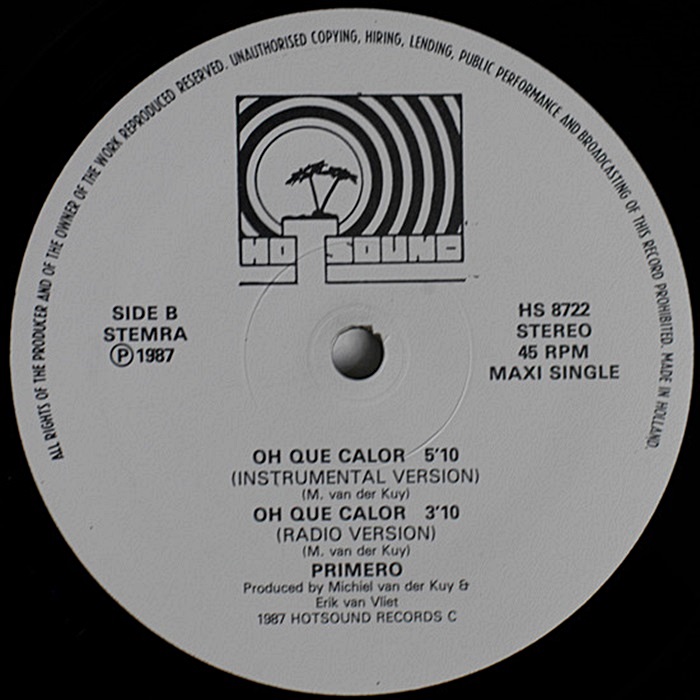 ALL RIGHTS OF THE PRODUCER AND OF THE OWNER OF THE WORK REPRODUCED RESERVED. UNAUTHORISED COPYING, HIRING, LENDING, PUBLIC PERFORMANCE AND BROADCASTING OF THIS RECORD PROHIBITED. MADE IN HOLLAND.
HOTSOUND
SIDE B
STEMRA
Ⓟ 1987
HS 8722
STEREO
45 RPM
MAXI SINGLE
OH QUE CALOR 5'10
(INSTRUMENTAL VERSION)
(M. van der Kuy)
OH QUE CALOR 3'10
(RADIO VERSION)
(M. van der Kuy)
PRIMERO
Produced by Michiel van der Kuy &
Erik van Vliet
1987 HOTSOUND RECORDS C